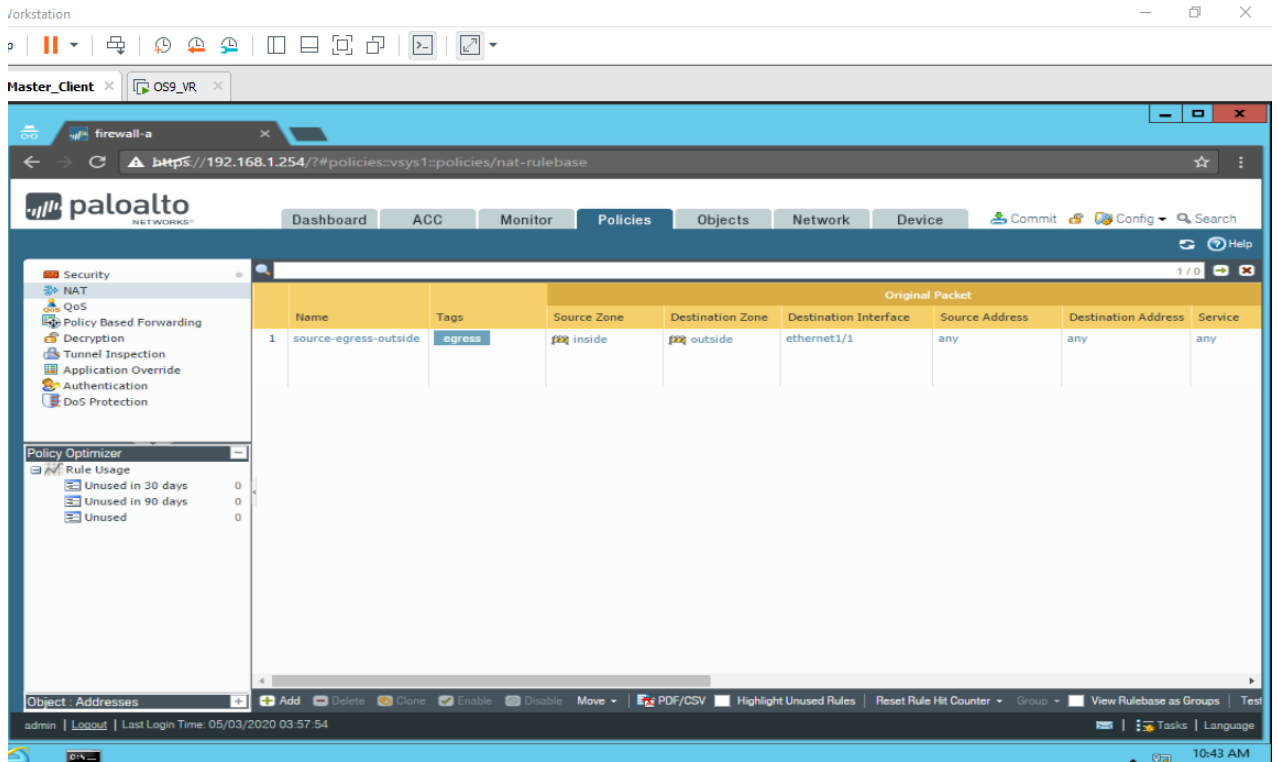 Workstation
Master_Client × OS9_VR ×
firewall-a ×
https://192.168.1.254/?#policies::vsys1::policies/nat-rulebase
paloalto
NETWORKS®
Dashboard ACC Monitor Policies Objects Network Device Commit Config Search
Help
Security
1 / 0
NAT
QoS
Policy Based Forwarding
Decryption
Tunnel Inspection
Application Override
Authentication
DoS Protection
Original Packet
Name Tags Source Zone Destination Zone Destination Interface Source Address Destination Address Service
1 source-egress-outside egress inside outside ethernet1/1 any any any
Policy Optimizer
Rule Usage
Unused in 30 days 0
Unused in 90 days 0
Unused 0
Object : Addresses
Add Delete Clone Enable Disable Move PDF/CSV Highlight Unused Rules Reset Rule Hit Counter Group View Rulebase as Groups Test
admin | Logout | Last Login Time: 05/03/2020 03:57:54
Tasks | Language
10:43 AM